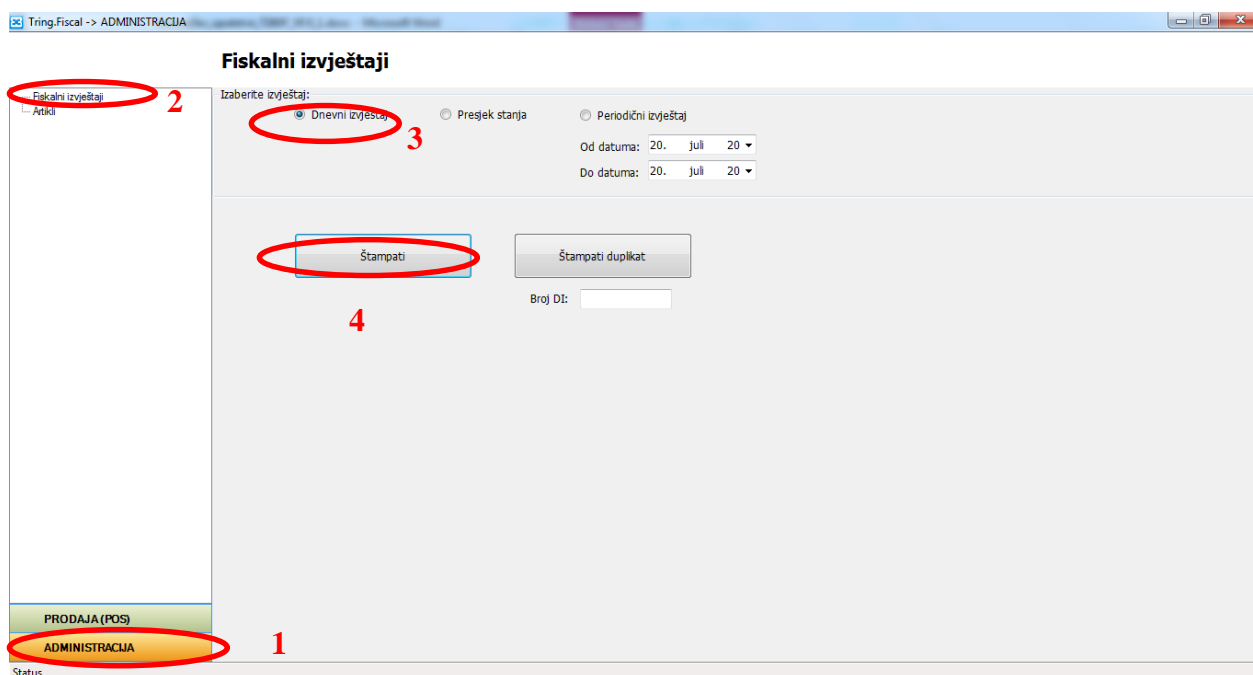 Tring.Fiscal -> ADMINISTRACIJA
Fiskalni izvještaji
Fiskalni izvještaji
Artikli
2
Izaberite izvještaj:
Dnevni izvještaj Presjek stanja Periodični izvještaj
3
Od datuma: 20. juli 20
Do datuma: 20. juli 20
Štampati Štampati duplikat
Broj DI:
4
PRODAJA (POS)
ADMINISTRACIJA
1
Status